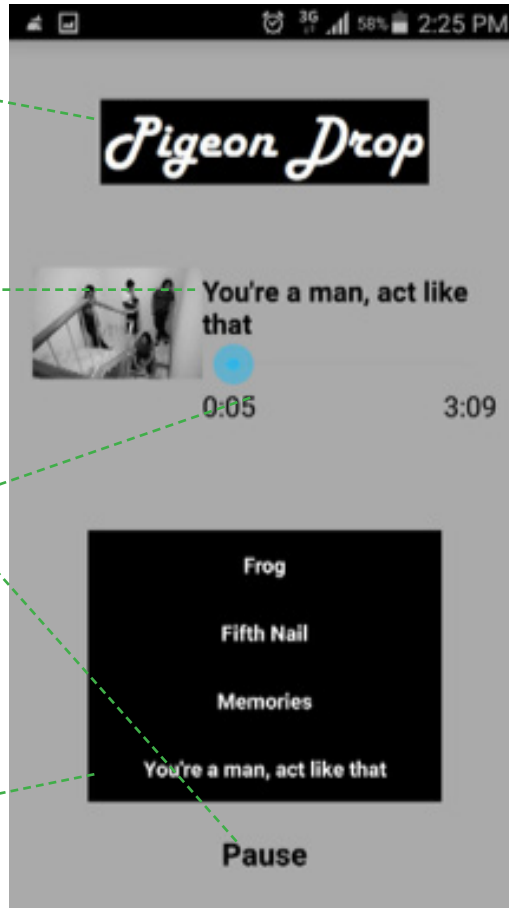 3G
58%
2:25 PM
Pigeon Drop
You're a man, act like
that
0:05
3:09
Frog
Fifth Nail
Memories
You're a man, act like that
Pause